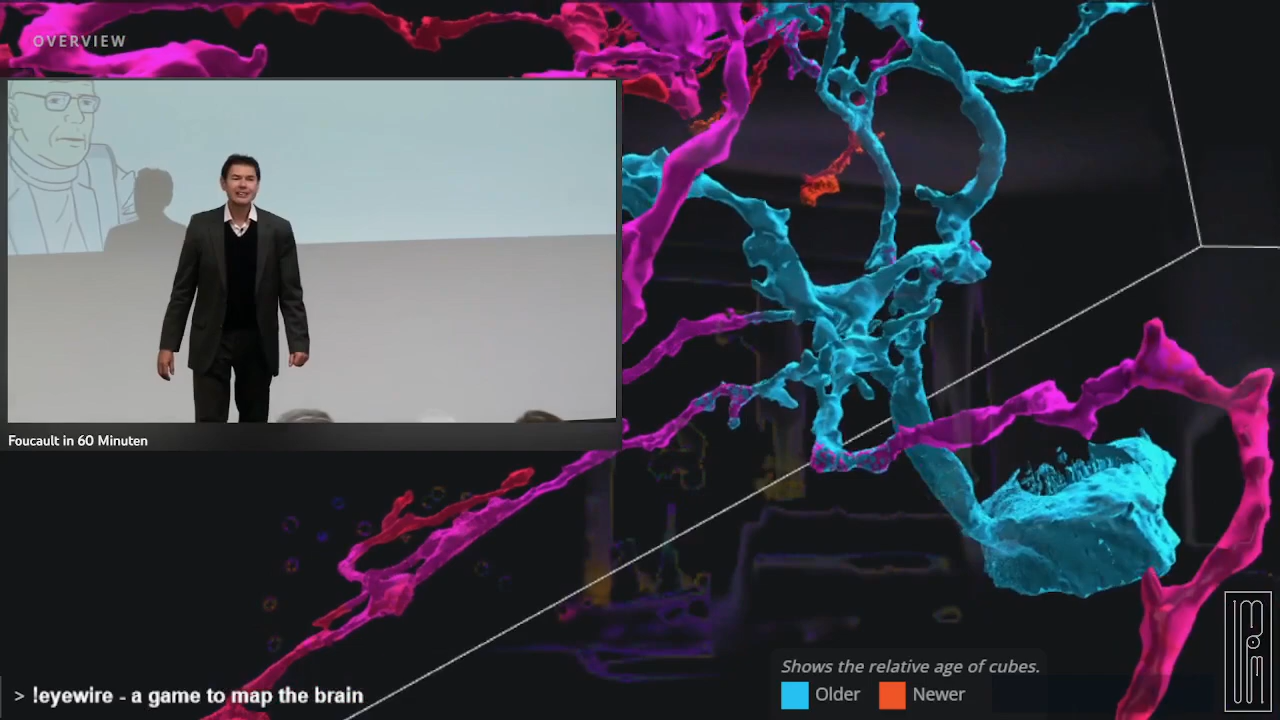 OVERVIEW
Foucault in 60 Minuten
Shows the relative age of cubes.
Older Newer
> !eyewire - a game to map the brain